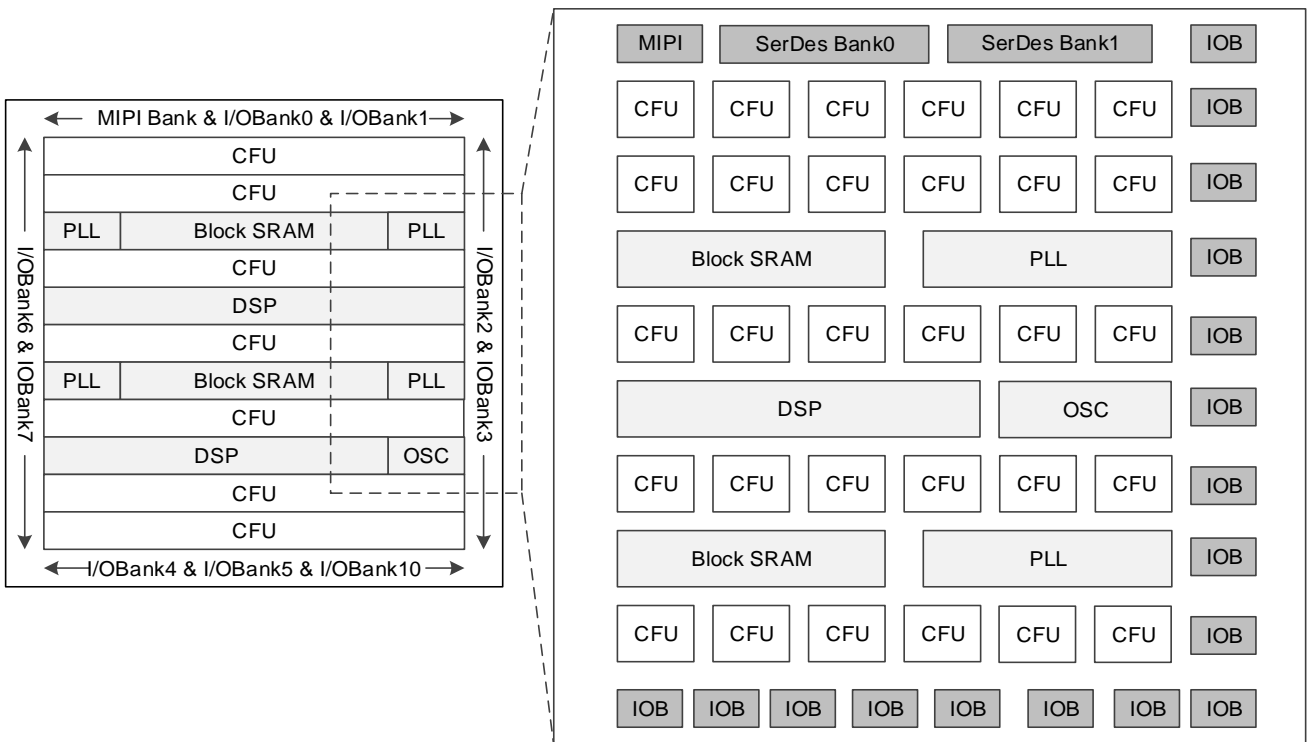 MIPI Bank & I/OBank0 & I/OBank1
CFU
CFU
PLL Block SRAM PLL
CFU
DSP
CFU
PLL Block SRAM PLL
CFU
DSP OSC
CFU
CFU
I/OBank4 & I/OBank5 & I/OBank10
I/OBank6 & IOBank7
I/OBank2 & IOBank3
MIPI SerDes Bank0 SerDes Bank1 IOB
CFU CFU CFU CFU CFU CFU IOB
CFU CFU CFU CFU CFU CFU IOB
Block SRAM PLL IOB
CFU CFU CFU CFU CFU CFU IOB
DSP OSC IOB
CFU CFU CFU CFU CFU CFU IOB
Block SRAM PLL IOB
CFU CFU CFU CFU CFU CFU IOB
IOB IOB IOB IOB IOB IOB IOB IOB